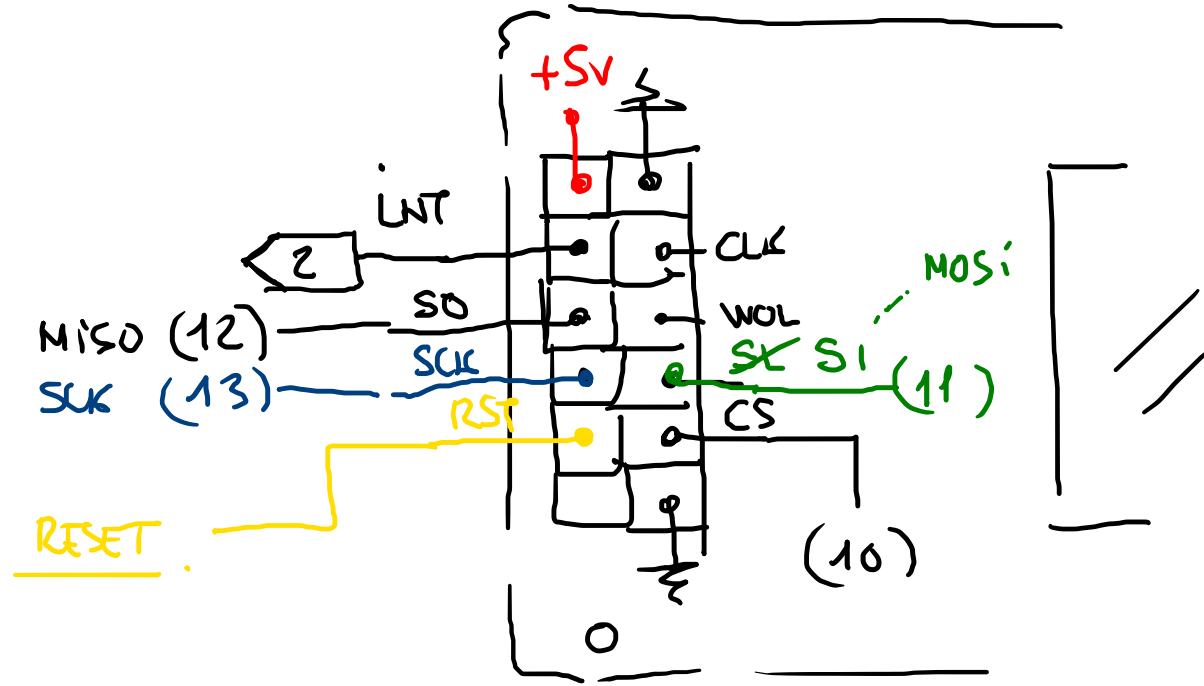 +5V
iNT
2
CLK
MOSi
SO
WOL
MiSO (12)
SCK
SI
SCK (13)
(11)
RST
CS
RESET.
(10)